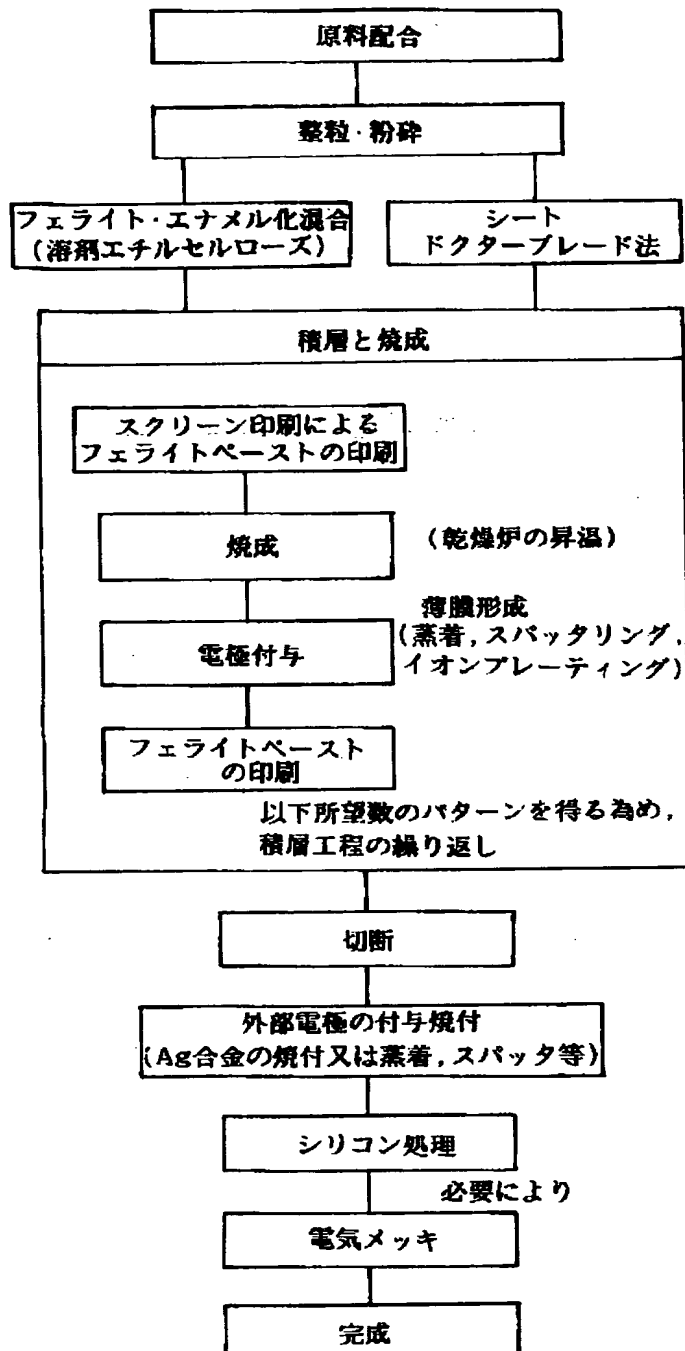 原料配合
整粒・粉砕
フェライト・エナメル化混合
(溶剤エチルセルローズ)
シート
ドクターブレード法
積層と焼成
スクリーン印刷による
フェライトペーストの印刷
焼成
(乾燥炉の昇温)
電極付与
薄膜形成
(蒸着,スパッタリング,
イオンプレーティング)
フェライトペースト
の印刷
以下所望数のパターンを得る為め,
積層工程の繰り返し
切断
外部電極の付与焼付
(Ag合金の焼付又は蒸着,スパッタ等)
シリコン処理
必要により
電気メッキ
完成